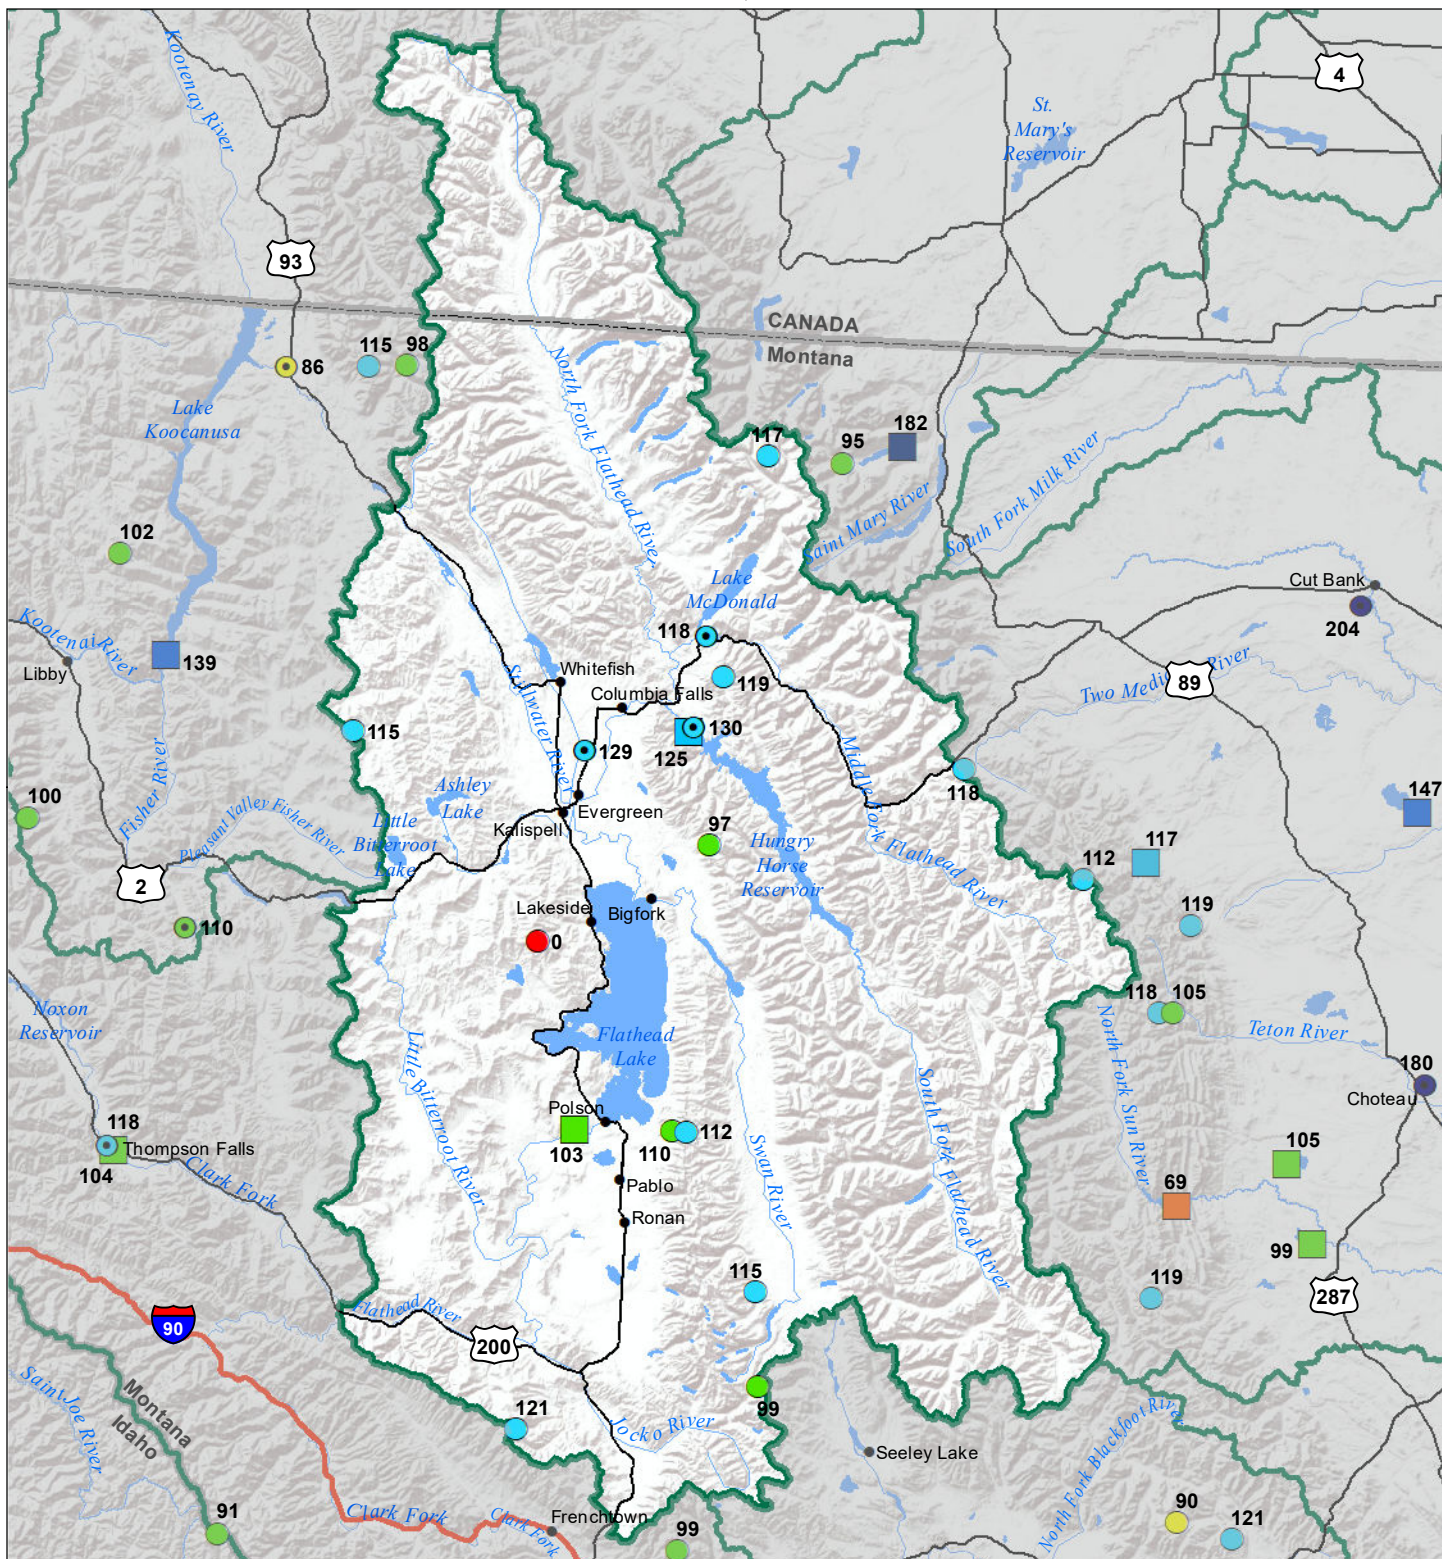 Kootenay River
4
St.
Mary's
Reservoir
93
CANADA
Montana
86
115
98
Lake
Koocanusa
North Fork Flathead River
117
95
182
Saint Mary River
South Fork Milk River
102
Lake
McDonald
Cut Bank
204
Kootenai River
Libby
139
118
Whitefish
119
Columbia Falls
Stillwater River
Two Medicine River
89
130
125
129
115
118
Middle Fork Flathead River
Ashley
Lake
Evergreen
Kalispell
Little
Bitterroot
Lake
100
Fisher River
Pleasant Valley Fisher River
2
97
Hungry
Horse
Reservoir
147
117
112
119
110
Lakeside
Bigfork
0
Noxon
Reservoir
Little Bitterroot River
Flathead
Lake
118
105
North Fork Sun River
Teton River
180
Choteau
118
Thompson Falls
104
Polson
103
110
112
Swan River
South Fork Flathead River
105
Clark Fork
Pablo
69
Ronan
99
115
119
287
Flathead River
90
200
Montana
Idaho
Saint Joe River
99
121
Jocko River
Seeley Lake
North Fork Blackfoot River
91
Clark Fork
Clark Fork
Frenchtown
99
90
121